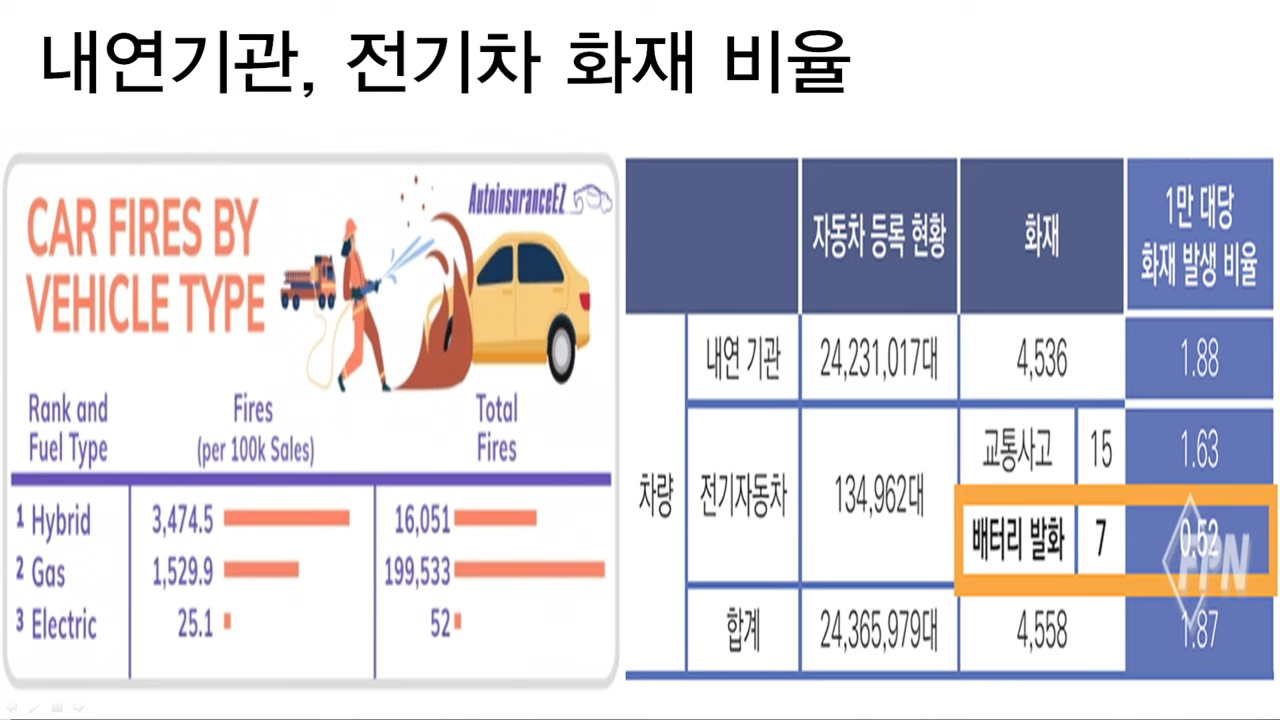 내연기관, 전기차 화재 비율
AutoinsuranceEZ
CAR FIRES BY
VEHICLE TYPE
Rank and
Fuel Type
Fires
(per 100k Sales)
Total
Fires
1 Hybrid 3,474.5 16,051
2 Gas 1,529.9 199,533
3 Electric 25.1 52
자동차 등록 현황 화재 1만 대당
화재 발생 비율
차량
내연 기관 24,231,017대 4,536 1.88
전기자동차 134,962대
교통사고 15 1.63
배터리 발화 7 0.52
FPN
합계 24,365,979대 4,558 1.87